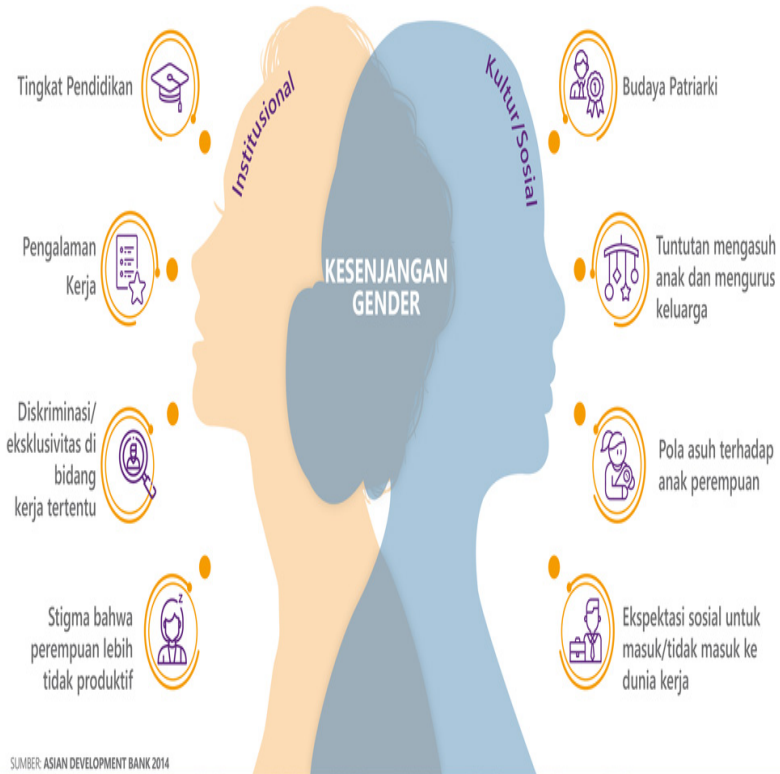 Tingkat Pendidikan
Institusional
Pengalaman
Kerja
Diskriminasi/
eksklusivitas di
bidang
kerja tertentu
Stigma bahwa
perempuan lebih
tidak produktif
KESENJANGAN
GENDER
Kultur/Sosial
1
Budaya Patriarki
Tuntutan mengasuh
anak dan mengurus
keluarga
Pola asuh terhadap
anak perempuan
z
Ekspektasi sosial untuk
masuk/tidak masuk ke
dunia kerja
SUMBER: ASIAN DEVELOPMENT BANK 2014